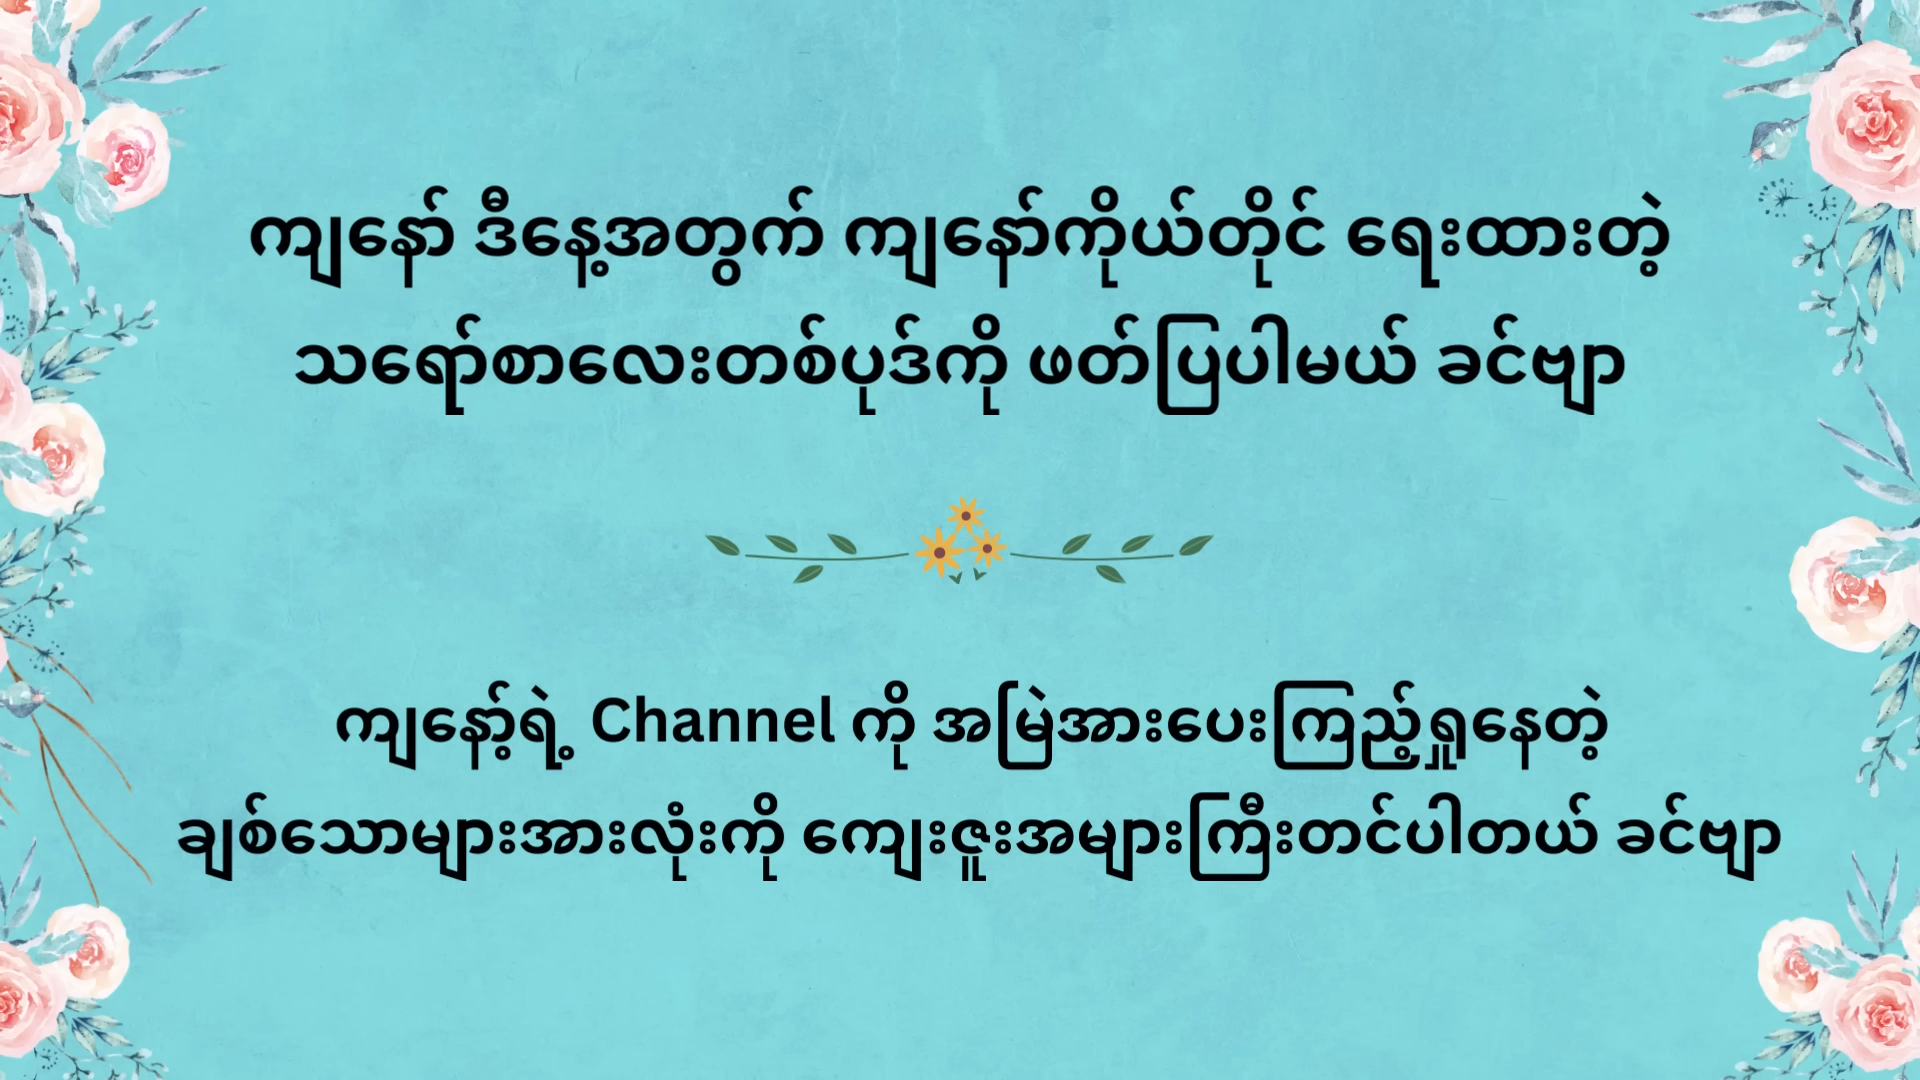 ကျနော် ဒီနေ့အတွက် ကျနော်ကိုယ်တိုင် ရေးထားတဲ့
သရော်စာလေးတစ်ပုဒ်ကို ဖတ်ပြပါမယ် ခင်ဗျာ
ကျနော့်ရဲ့ Channel ကို အမြဲအားပေးကြည့်ရှုနေတဲ့
ချစ်သောများအားလုံးကို ကျေးဇူးအများကြီးတင်ပါတယ် ခင်ဗျာ